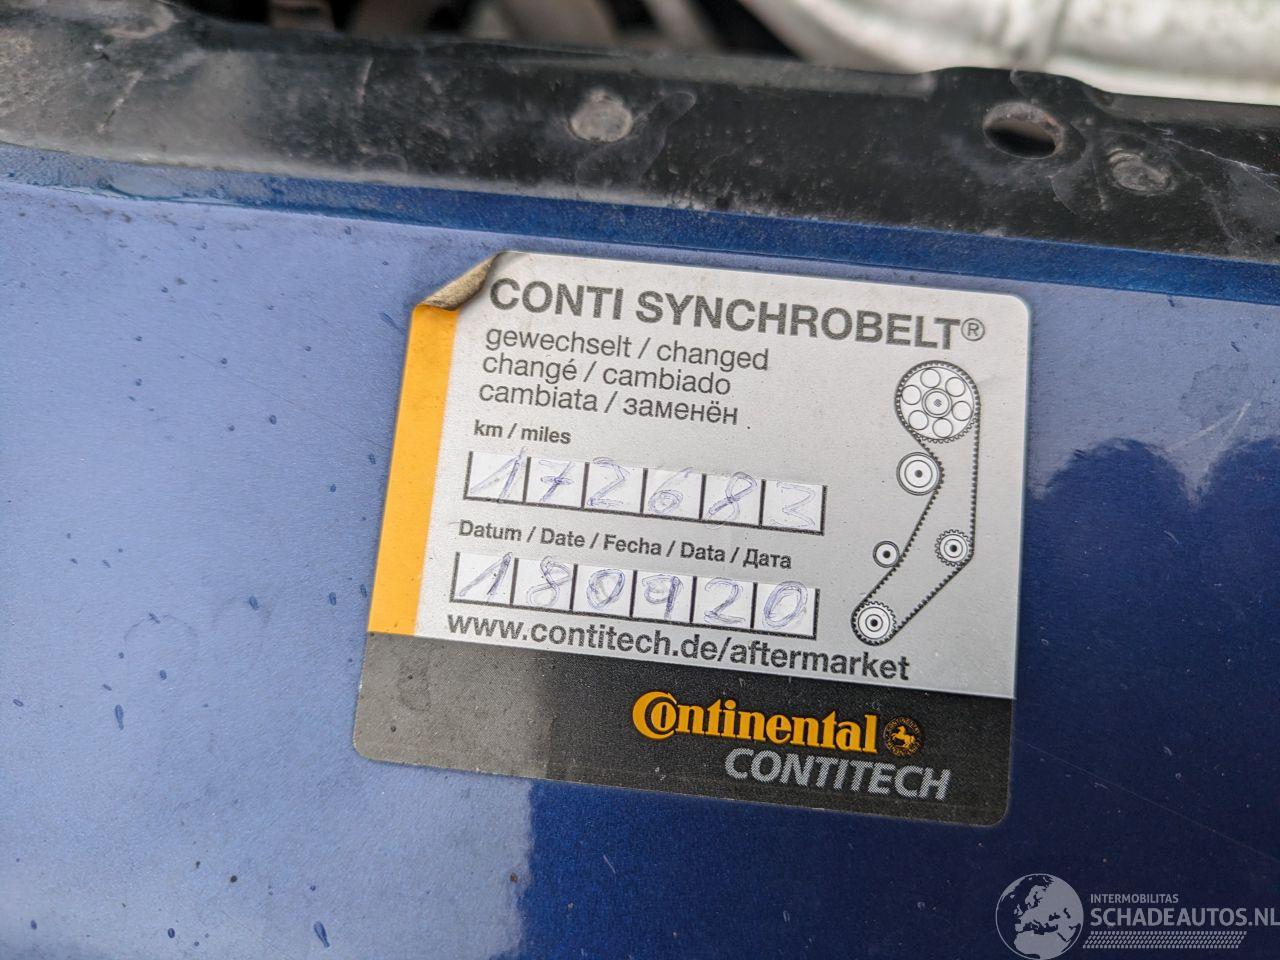 CONTI SYNCHROBELT®
gewechselt / changed
changé / cambiado
cambiata / заменён
km / miles
172683
Datum / Date / Fecha / Data / Дата
180920
www.contitech.de/aftermarket
Continental
CONTITECH
INTERMOBILITAS
SCHADEAUTOS.NL